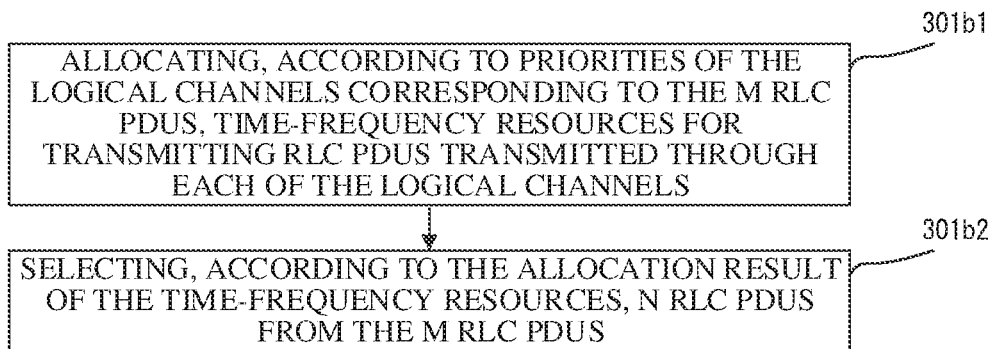 301b1
ALLOCATING, ACCORDING TO PRIORITIES OF THE
LOGICAL CHANNELS CORRESPONDING TO THE M RLC
PDUS, TIME-FREQUENCY RESOURCES FOR
TRANSMITTING RLC PDUS TRANSMITTED THROUGH
EACH OF THE LOGICAL CHANNELS
301b2
SELECTING, ACCORDING TO THE ALLOCATION RESULT
OF THE TIME-FREQUENCY RESOURCES, N RLC PDUS
FROM THE M RLC PDUS